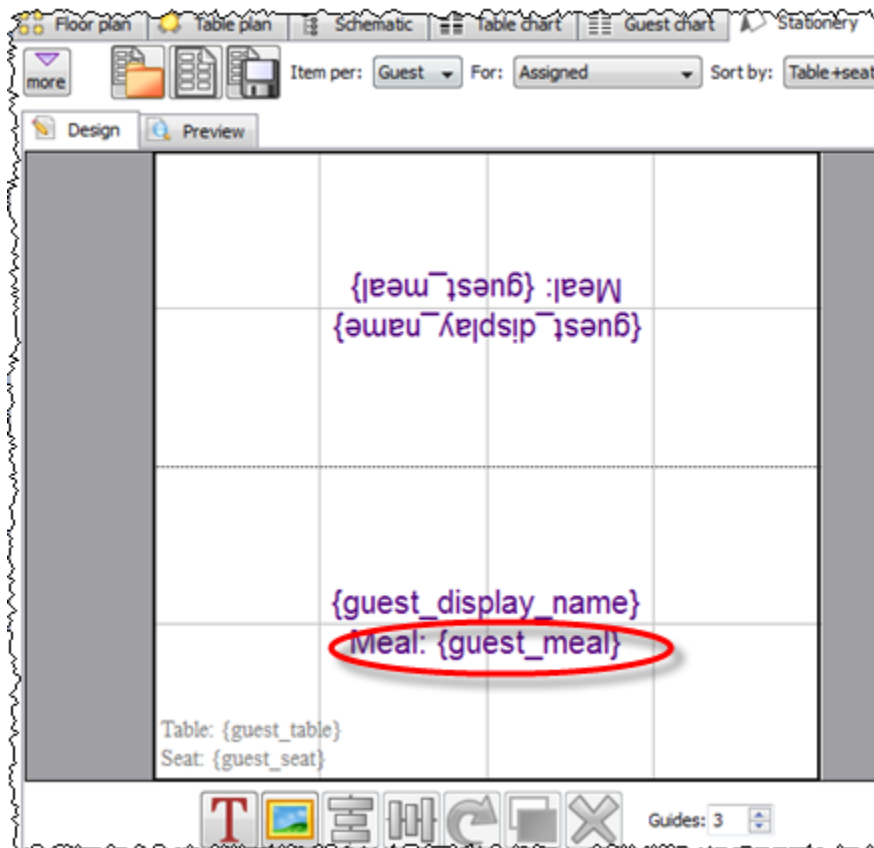 Floor plan Table plan Schematic Table chart Guest chart Stationery
more Item per: Guest For: Assigned Sort by: Table+seat
Design Preview
Meal: {guest_meal}
{guest_display_name}
{guest_display_name}
Meal: {guest_meal}
Table: {guest_table}
Seat: {guest_seat}
T Guides: 3